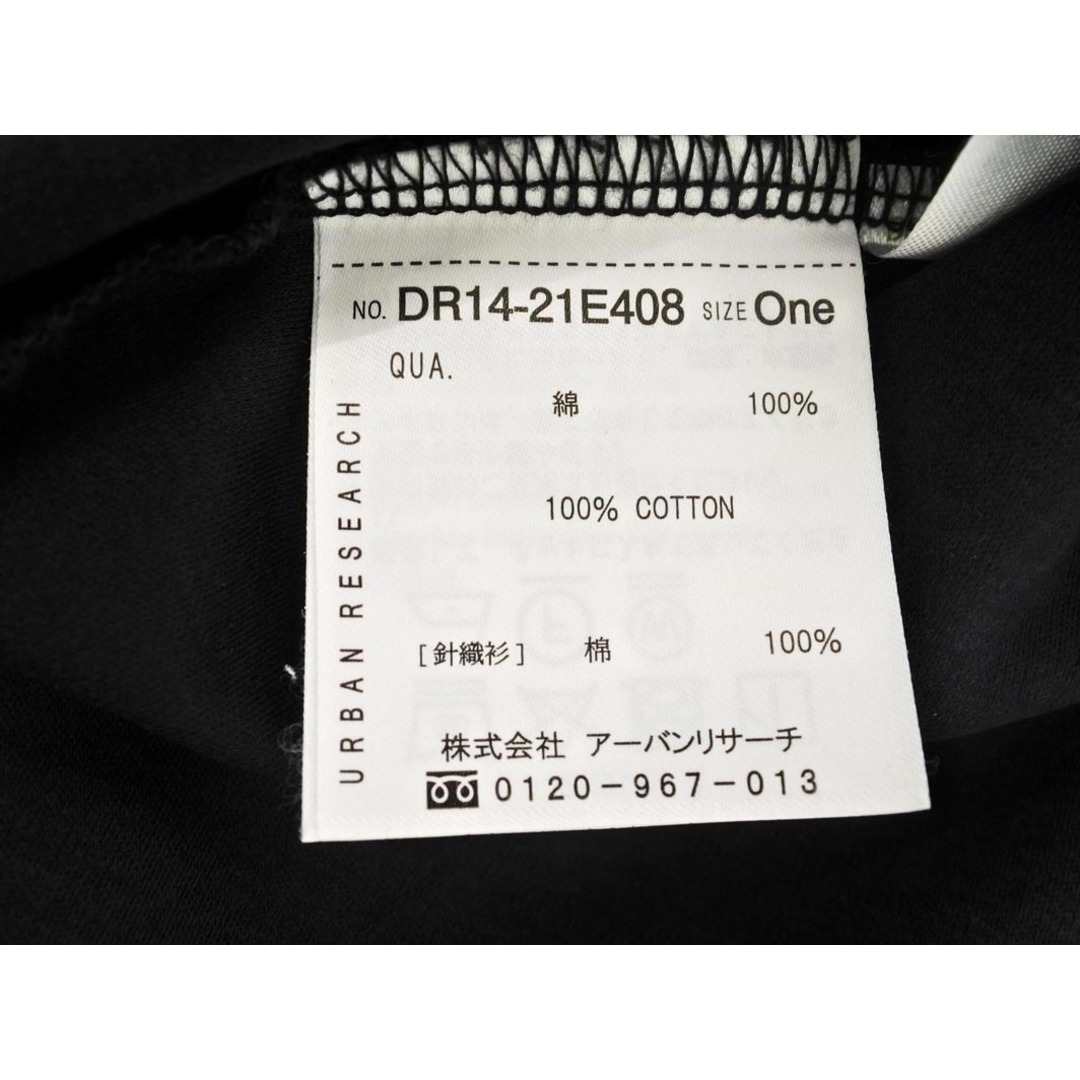 NO. DR14-21E408 SIZE One
QUA.
綿 100%
100% COTTON
[針織衫] 棉 100%
株式会社 アーバンリサーチ
0120-967-013
URBAN RESEARCH